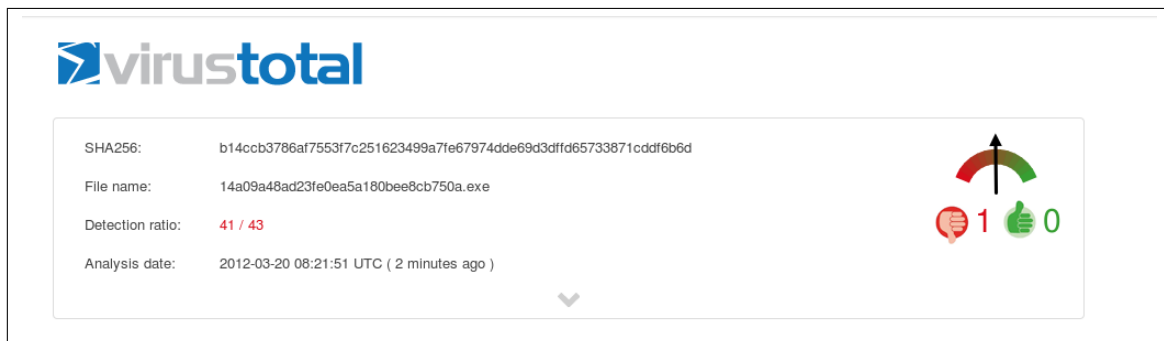 virustotal
SHA256: b14ccb3786af7553f7c251623499a7fe67974dde69d3dffd65733871cddf6b6d
File name: 14a09a48ad23fe0ea5a180bee8cb750a.exe
Detection ratio: 41 / 43
Analysis date: 2012-03-20 08:21:51 UTC ( 2 minutes ago )
1 0